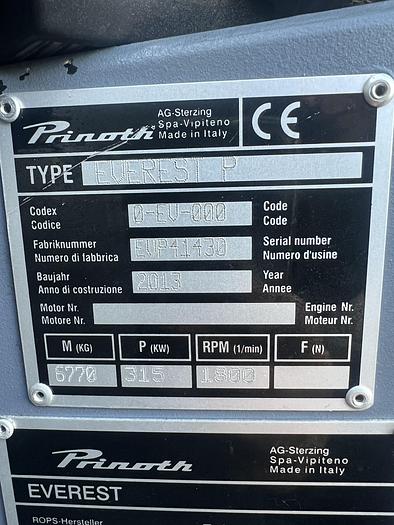 Prinoth
AG-Sterzing
Spa-Vipiteno
Made in Italy
CE
TYPE EVEREST P
Codex
Codice
0-EV-000
Code
Code
Fabriknummer
Numero di fabbrica
EVP41430
Serial number
Numero d'usine
Baujahr
Anno di costruzione
2013
Year
Annee
Motor Nr.
Motore Nr.
Engine Nr.
Moteur Nr.
M (KG) P (KW) RPM (1/min) F (N)
6770 315 1800
Prinoth
AG-Sterzing
Spa-Vipiteno
Made in Italy
EVEREST
ROPS-Hersteller